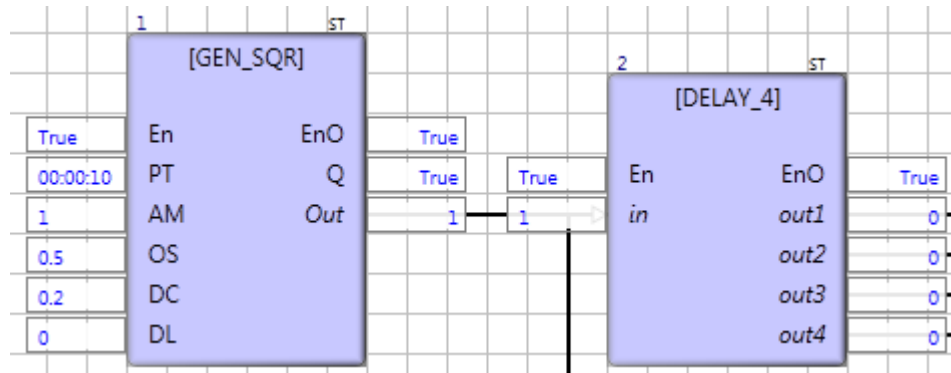 1 ST
[GEN_SQR]
2 ST
[DELAY_4]
True En EnO True
00:00:10 PT Q True True En EnO True
1 AM Out 1 1 in out1 0
0.5 OS out2 0
0.2 DC out3 0
0 DL out4 0